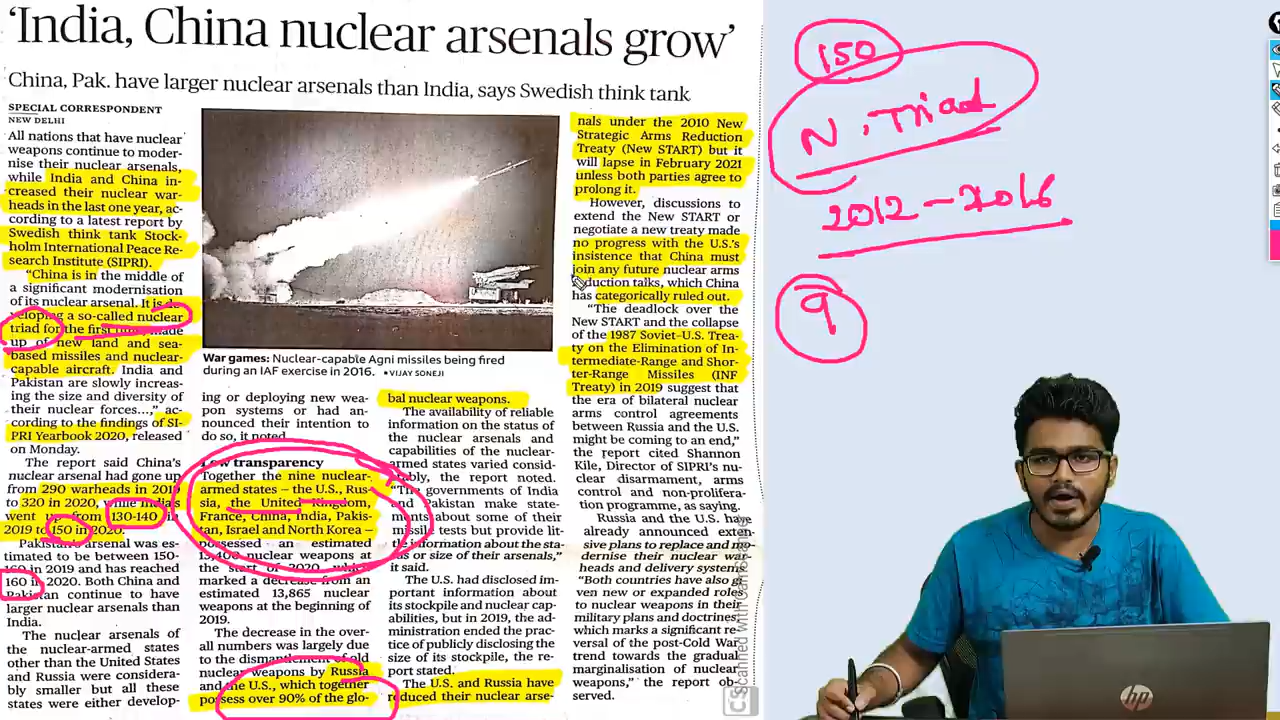 'India, China nuclear arsenals grow'
China, Pak. have larger nuclear arsenals than India, says Swedish think tank
SPECIAL CORRESPONDENT
NEW DELHI
All nations that have nuclear
weapons continue to moder-
nise their nuclear arsenals,
while India and China in-
creased their nuclear war-
heads in the last one year, ac-
cording to a latest report by
Swedish think tank Stock-
holm International Peace Re-
search Institute (SIPRI).
"China is in the middle of
a significant modernisation
of its nuclear arsenal. It is de-
veloping a so-called nuclear
triad for the first time, made
up of new land and sea-
based missiles and nuclear-
capable aircraft. India and
Pakistan are slowly increas-
ing the size and diversity of
their nuclear forces...," ac-
cording to the findings of SI-
PRI Yearbook 2020, released
on Monday.
The report said China's
nuclear arsenal had gone up
from 290 warheads in 2019
to 320 in 2020, while India's
went up from 130-140 in
2019 to 150 in 2020.
Pakistan's arsenal was es-
timated to be between 150-
160 in 2019 and has reached
160 in 2020. Both China and
Pakistan continue to have
larger nuclear arsenals than
India.
The nuclear arsenals of
the nuclear-armed states
other than the United States
and Russia were considera-
bly smaller but all these
states were either develop-
War games: Nuclear-capable Agni missiles being fired
during an IAF exercise in 2016. • VIJAY SONEJI
ing or deploying new wea-
pon systems or had an-
nounced their intention to
do so, it noted.
Low transparency
Together the nine nuclear-
armed states – the U.S., Rus-
sia, the United Kingdom,
France, China, India, Pakis-
tan, Israel and North Korea –
possessed an estimated
13,400 nuclear weapons at
the start of 2020, which
marked a decrease from an
estimated 13,865 nuclear
weapons at the beginning of
2019.
The decrease in the over-
all numbers was largely due
to the dismantlement of old
nuclear weapons by Russia
and the U.S., which together
possess over 90% of the glo-
bal nuclear weapons.
The availability of reliable
information on the status of
the nuclear arsenals and
capabilities of the nuclear-
armed states varied consid-
erably, the report noted.
"The governments of India
and Pakistan make state-
ments about some of their
missile tests but provide lit-
tle information about the sta-
tus or size of their arsenals,"
it said.
The U.S. had disclosed im-
portant information about
its stockpile and nuclear cap-
abilities, but in 2019, the ad-
ministration ended the prac-
tice of publicly disclosing the
size of its stockpile, the re-
port stated.
The U.S. and Russia have
reduced their nuclear arse-
nals under the 2010 New
Strategic Arms Reduction
Treaty (New START) but it
will lapse in February 2021
unless both parties agree to
prolong it.
However, discussions to
extend the New START or
negotiate a new treaty made
no progress with the U.S.'s
insistence that China must
join any future nuclear arms
reduction talks, which China
has categorically ruled out.
"The deadlock over the
New START and the collapse
of the 1987 Soviet–U.S. Trea-
ty on the Elimination of In-
termediate-Range and Shor-
ter-Range Missiles (INF
Treaty) in 2019 suggest that
the era of bilateral nuclear
arms control agreements
between Russia and the U.S.
might be coming to an end,"
the report cited Shannon
Kile, Director of SIPRI's nu-
clear disarmament, arms
control and non-prolifera-
tion programme, as saying.
Russia and the U.S. have
already announced exten-
sive plans to replace and mo-
dernise their nuclear war-
heads and delivery systems.
"Both countries have also gi-
ven new or expanded roles
to nuclear weapons in their
military plans and doctrines,
which marks a significant re-
versal of the post-Cold War
trend towards the gradual
marginalisation of nuclear
weapons," the report ob-
served.
CS Scanned with CamScanner
150
N. Triad
2012 – 2016
9
hp